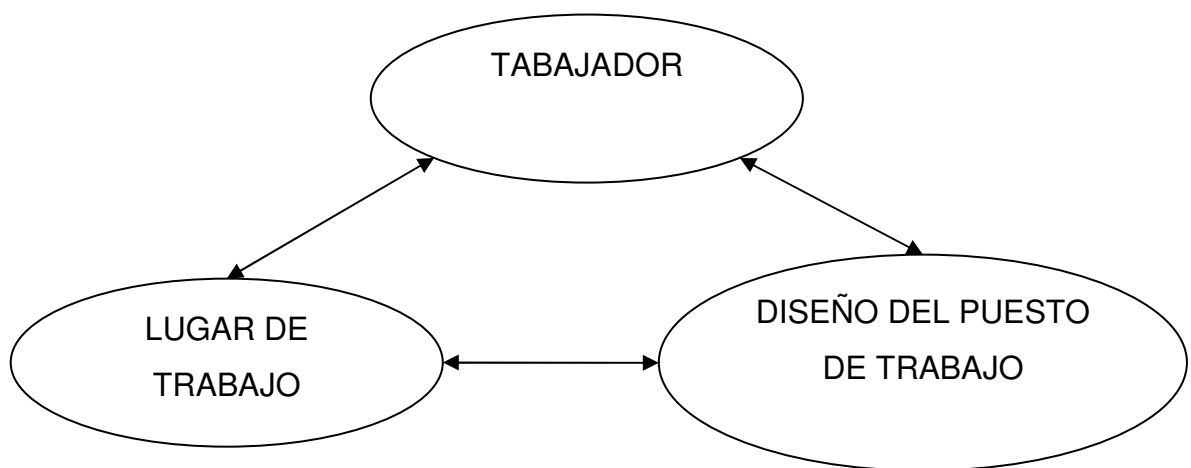 TABAJADOR
LUGAR DE
TRABAJO
DISEÑO DEL PUESTO
DE TRABAJO